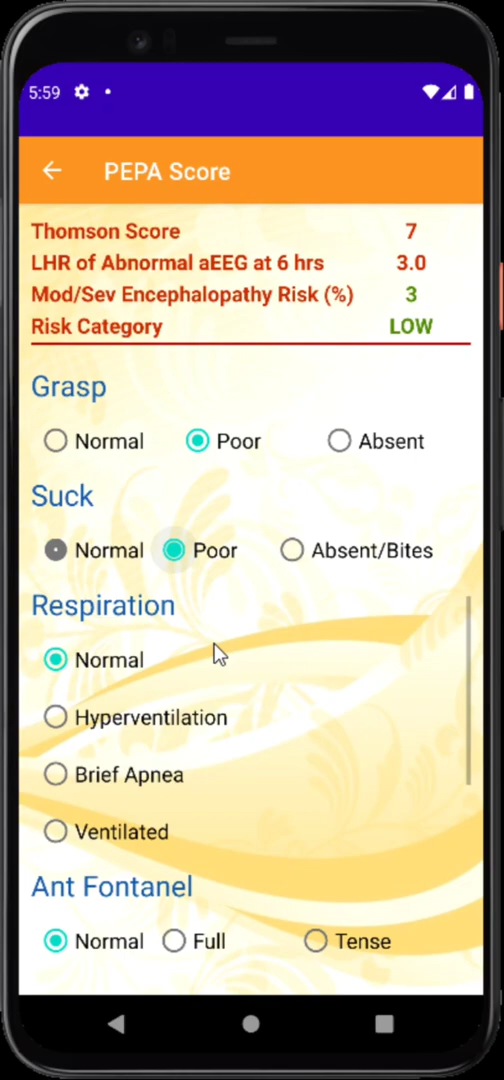 5:59
PEPA Score
Thomson Score 7
LHR of Abnormal aEEG at 6 hrs 3.0
Mod/Sev Encephalopathy Risk (%) 3
Risk Category LOW
Grasp
Normal Poor Absent
Suck
Normal Poor Absent/Bites
Respiration
Normal
Hyperventilation
Brief Apnea
Ventilated
Ant Fontanel
Normal Full Tense